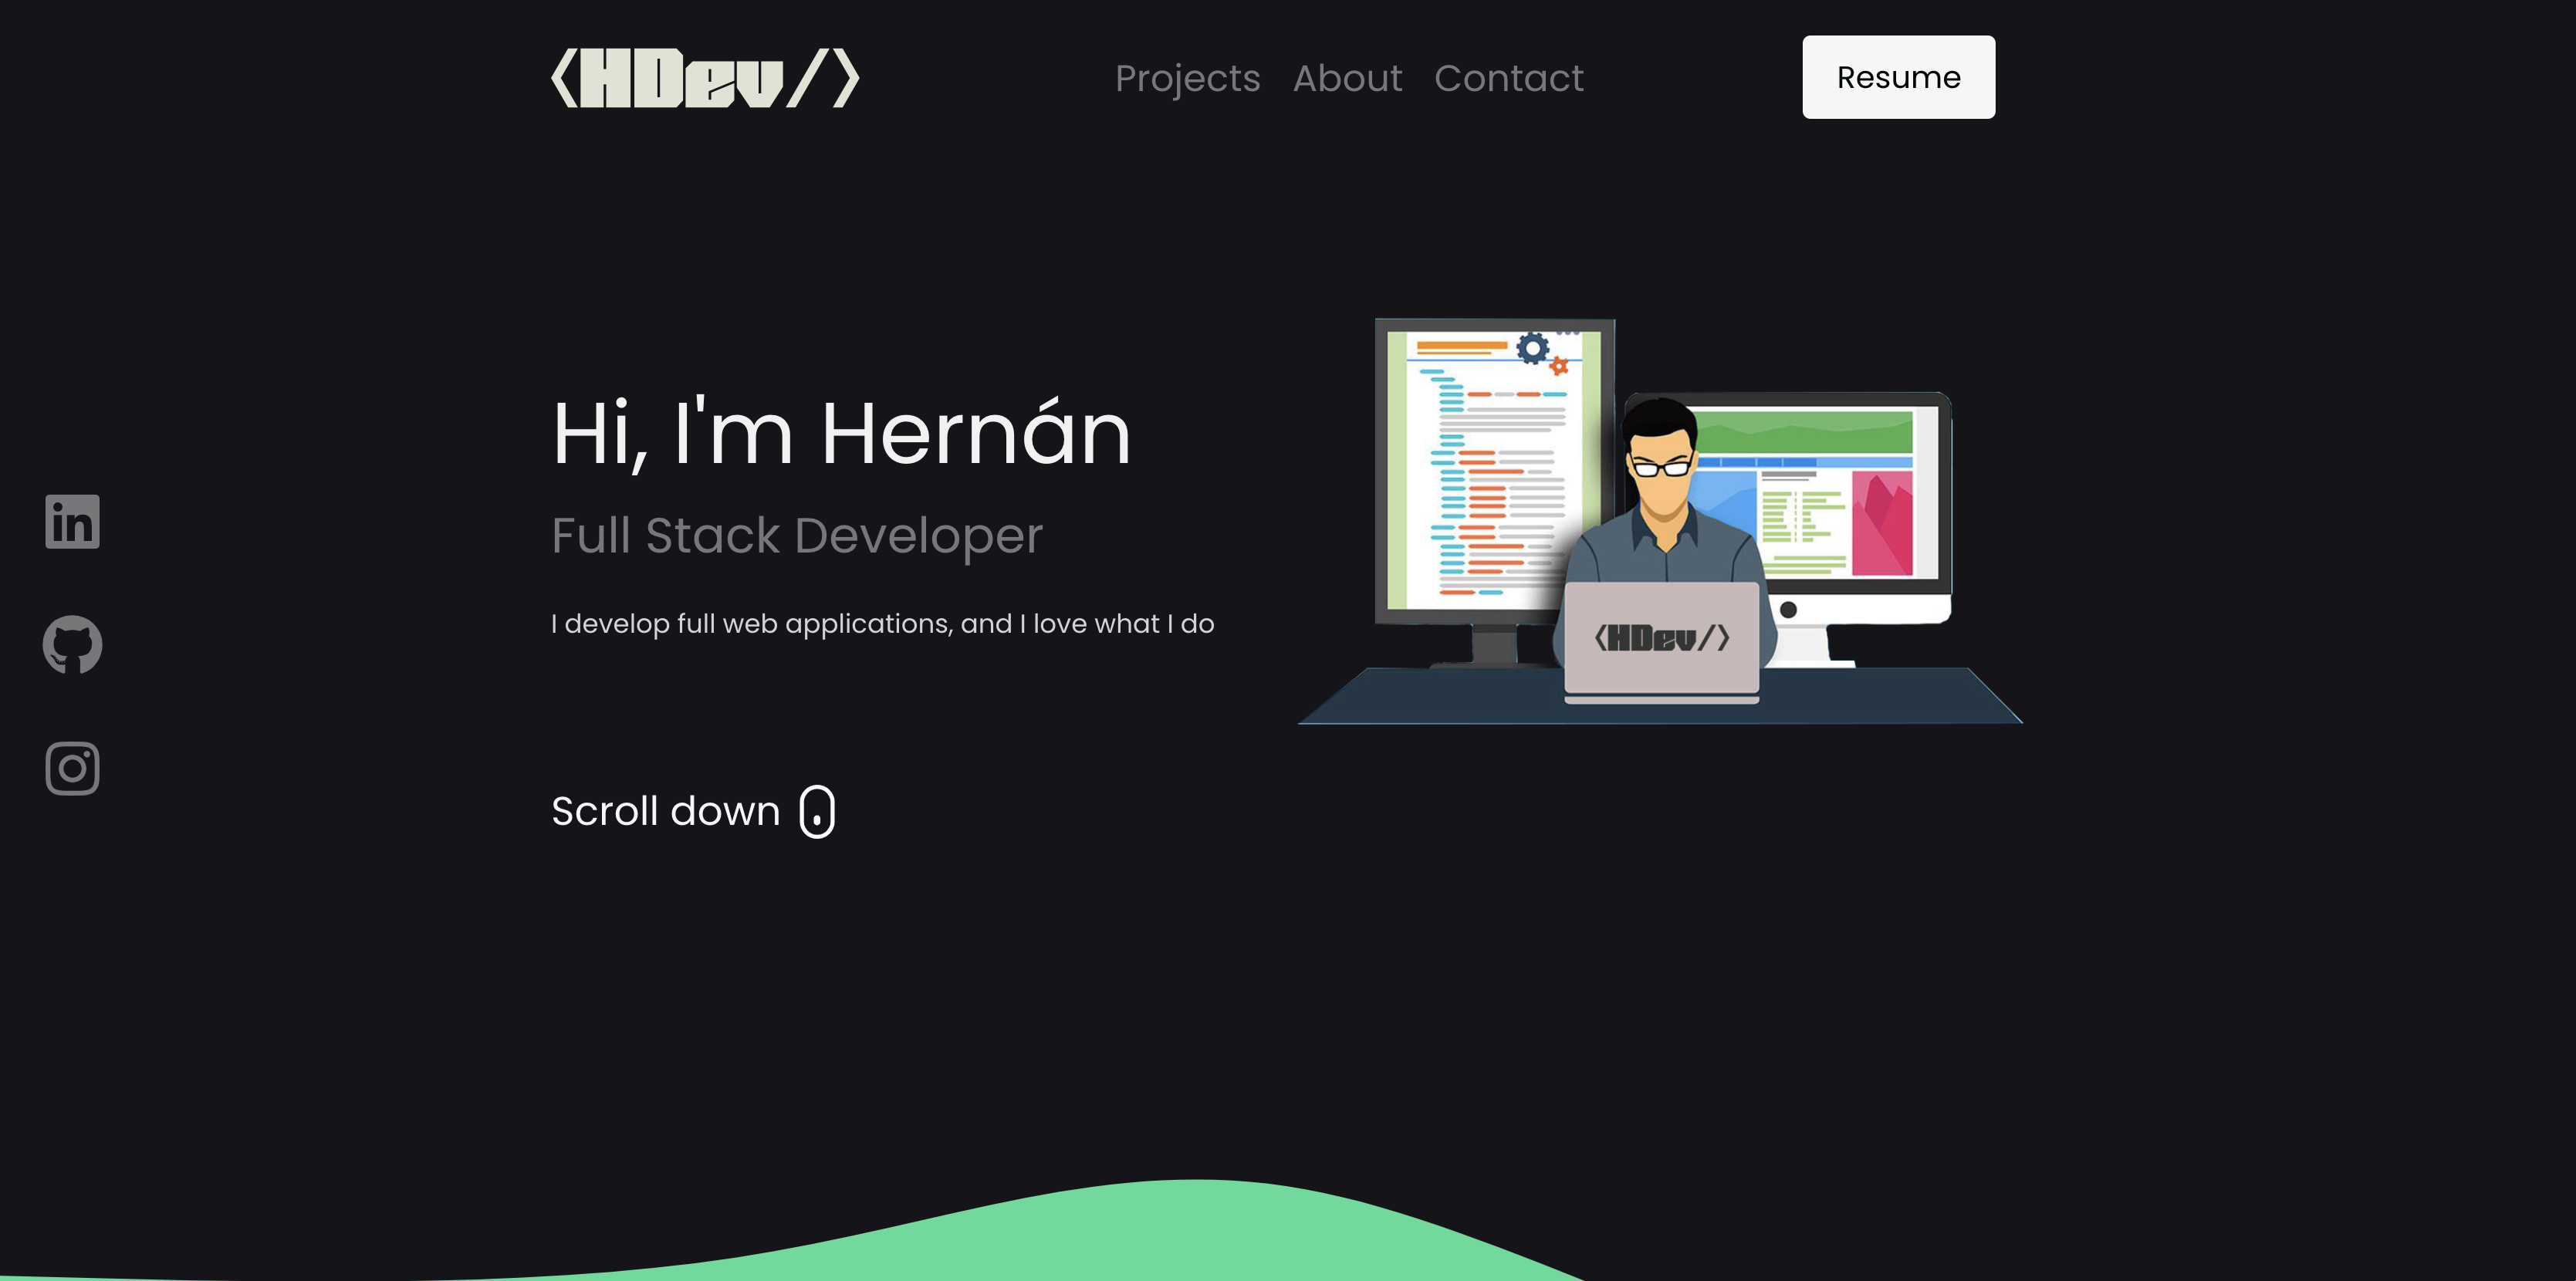 <HDev/>
Projects About Contact
Resume
Hi, I'm Hernán
Full Stack Developer
I develop full web applications, and I love what I do
<HDev/>
Scroll down
in